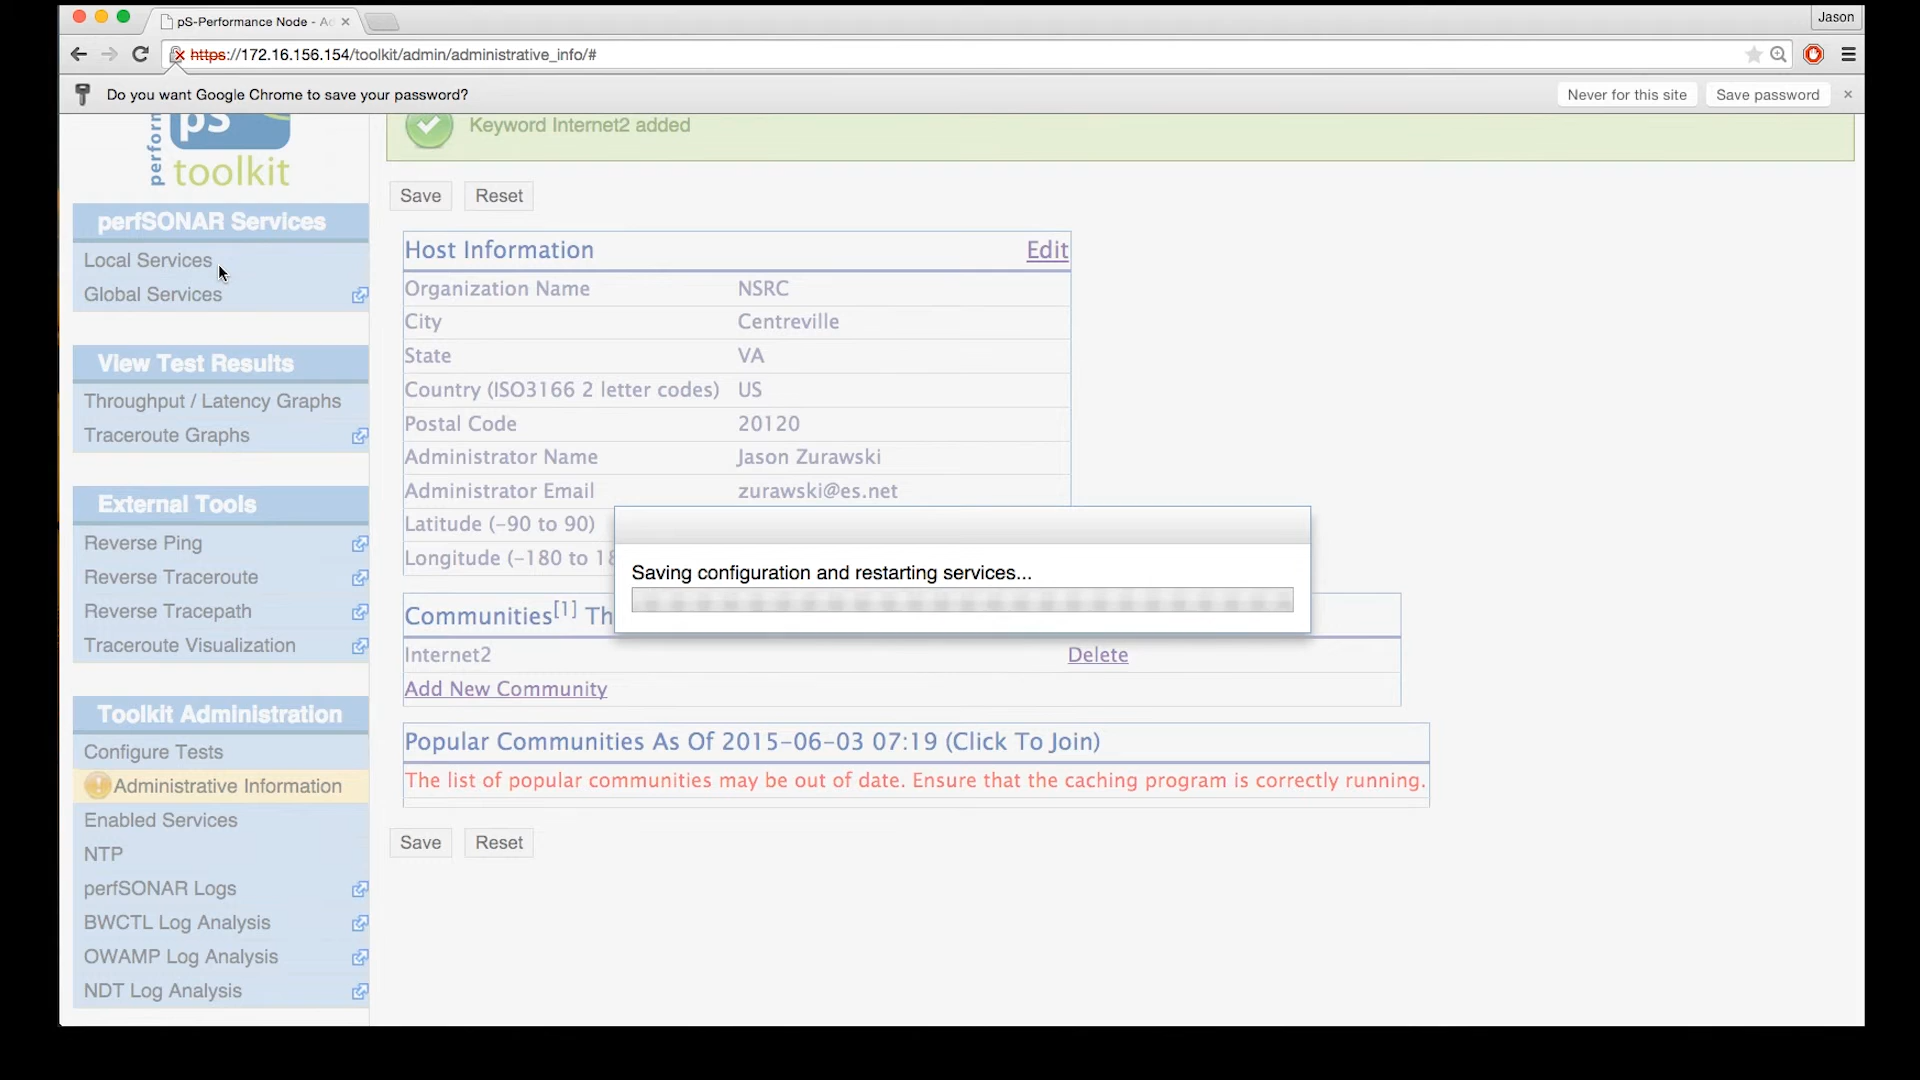 pS-Performance Node - Ad
Jason
https://172.16.156.154/toolkit/admin/administrative_info/#
Do you want Google Chrome to save your password?
Never for this site
Save password
perform
pS
toolkit
Keyword Internet2 added
Save
Reset
perfSONAR Services
Local Services
Global Services
View Test Results
Throughput / Latency Graphs
Traceroute Graphs
External Tools
Reverse Ping
Reverse Traceroute
Reverse Tracepath
Traceroute Visualization
Toolkit Administration
Configure Tests
Administrative Information
Enabled Services
NTP
perfSONAR Logs
BWCTL Log Analysis
OWAMP Log Analysis
NDT Log Analysis
Host Information Edit
Organization Name NSRC
City Centreville
State VA
Country (ISO3166 2 letter codes) US
Postal Code 20120
Administrator Name Jason Zurawski
Administrator Email zurawski@es.net
Latitude (-90 to 90)
Longitude (-180 to 18
Saving configuration and restarting services...
Communities[1] Th
Internet2 Delete
Add New Community
Popular Communities As Of 2015-06-03 07:19 (Click To Join)
The list of popular communities may be out of date. Ensure that the caching program is correctly running.
Save
Reset